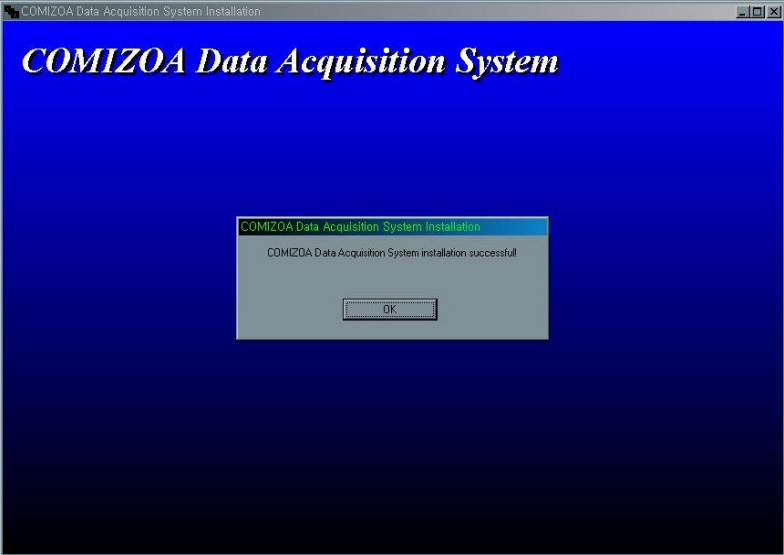 COMIZOA Data Acquisition System Installation
COMIZOA Data Acquisition System
COMIZOA Data Acquisition System Installation
COMIZOA Data Acquisition System installation successful!
OK